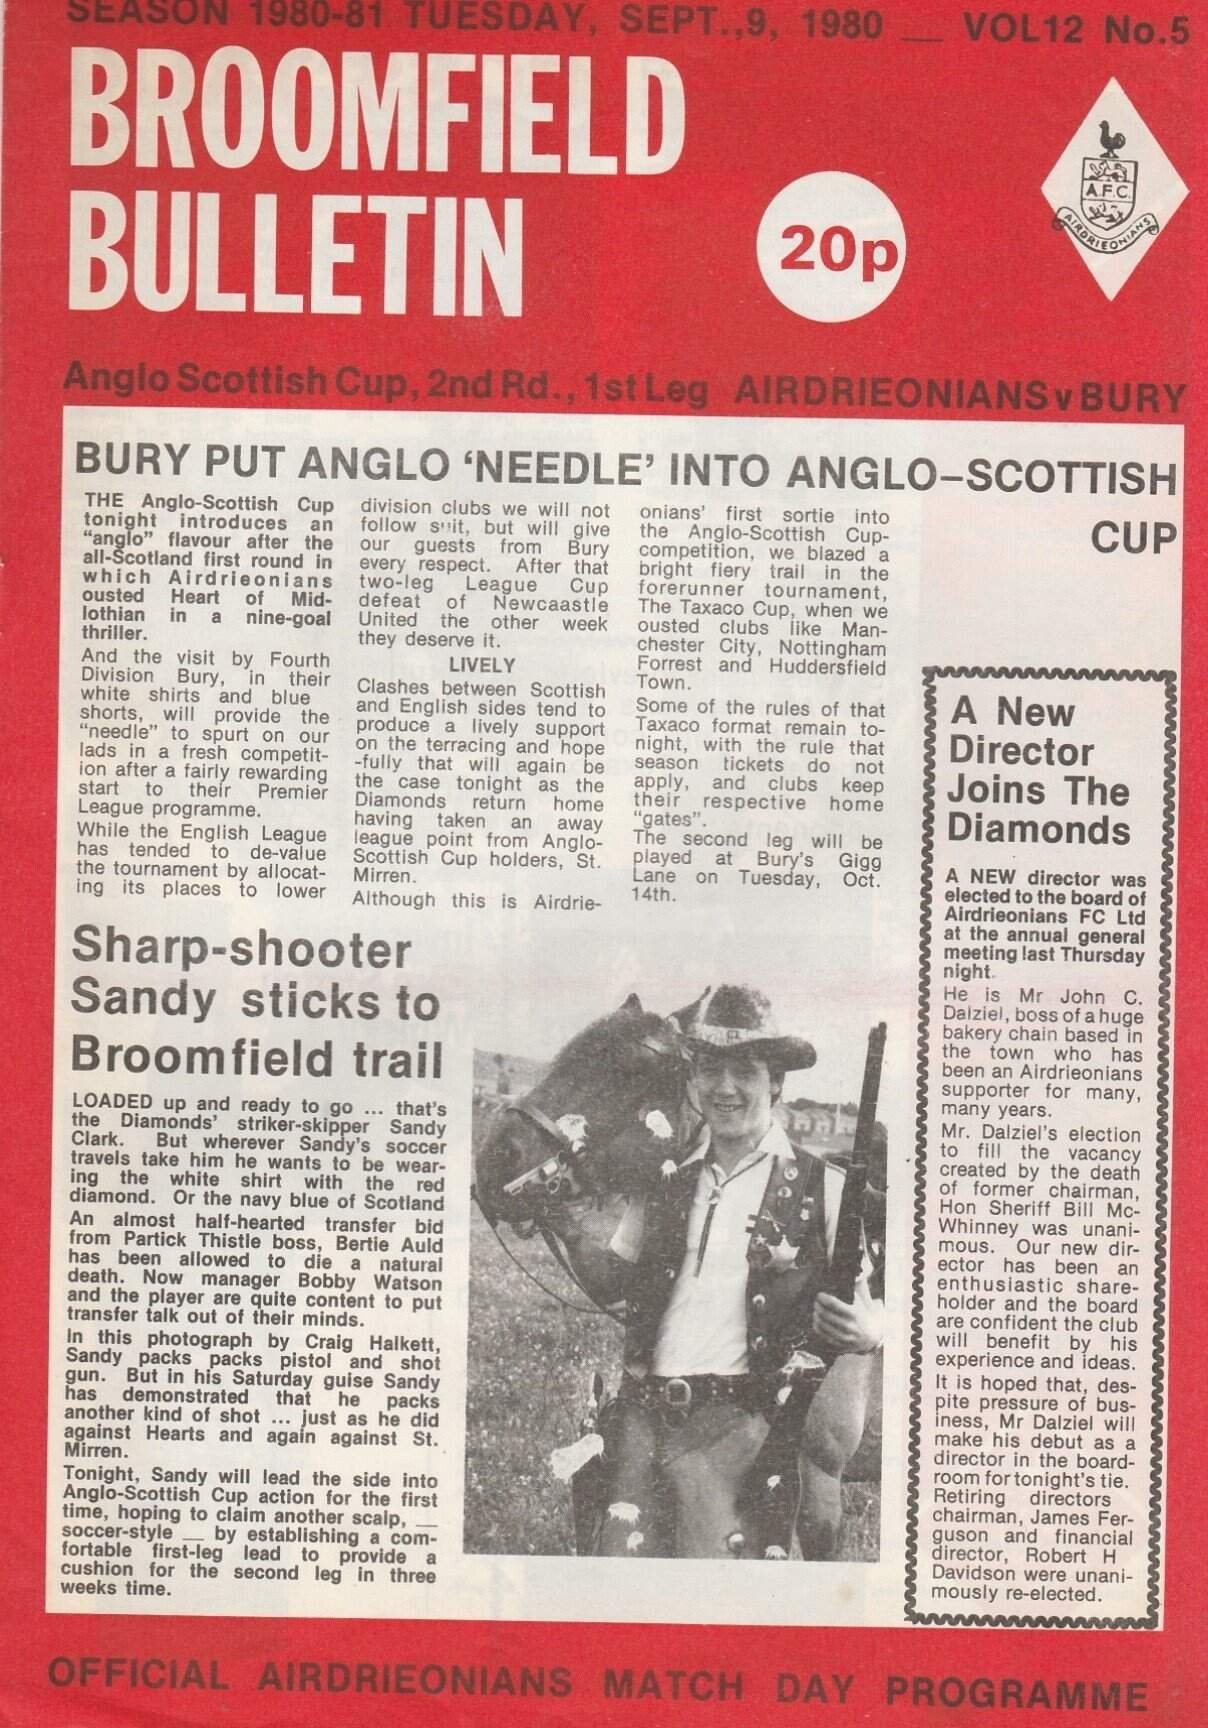 SEASON 1980-81 TUESDAY, SEPT.,9, 1980 __ VOL12 No.5
BROOMFIELD
BULLETIN
20p
A.F.C.
AIRDRIEONIANS
Anglo Scottish Cup, 2nd Rd., 1st Leg AIRDRIEONIANS v BURY
BURY PUT ANGLO ‘NEEDLE’ INTO ANGLO–SCOTTISH
CUP
THE Anglo-Scottish Cup
tonight introduces an
“anglo” flavour after the
all-Scotland first round in
which Airdrieonians
ousted Heart of Mid-
lothian in a nine-goal
thriller.
And the visit by Fourth
Division Bury, in their
white shirts and blue
shorts, will provide the
“needle” to spurt on our
lads in a fresh competit-
ion after a fairly rewarding
start to their Premier
League programme.
While the English League
has tended to de-value
the tournament by allocat-
ing its places to lower
division clubs we will not
follow suit, but will give
our guests from Bury
every respect. After that
two-leg League Cup
defeat of Newcaastle
United the other week
they deserve it.
LIVELY
Clashes between Scottish
and English sides tend to
produce a lively support
on the terracing and hope
-fully that will again be
the case tonight as the
Diamonds return home
having taken an away
league point from Anglo-
Scottish Cup holders, St.
Mirren.
Although this is Airdrie-
onians’ first sortie into
the Anglo-Scottish Cup-
competition, we blazed a
bright fiery trail in the
forerunner tournament,
The Taxaco Cup, when we
ousted clubs like Man-
chester City, Nottingham
Forrest and Huddersfield
Town.
Some of the rules of that
Taxaco format remain to-
night, with the rule that
season tickets do not
apply, and clubs keep
their respective home
“gates”.
The second leg will be
played at Bury’s Gigg
Lane on Tuesday, Oct.
14th.
A New
Director
Joins The
Diamonds
A NEW director was
elected to the board of
Airdrieonians FC Ltd
at the annual general
meeting last Thursday
night.
He is Mr John C.
Dalziel, boss of a huge
bakery chain based in
the town who has
been an Airdrieonians
supporter for many,
many years.
Mr. Dalziel’s election
to fill the vacancy
created by the death
of former chairman,
Hon Sheriff Bill Mc-
Whinney was unani-
mous. Our new dir-
ector has been an
enthusiastic share-
holder and the board
are confident the club
will benefit by his
experience and ideas.
It is hoped that, des-
pite pressure of bus-
iness, Mr Dalziel will
make his debut as a
director in the board-
room for tonight’s tie.
Retiring directors
chairman, James Fer-
guson and financial
director, Robert H
Davidson were unani-
mously re-elected.
Sharp-shooter
Sandy sticks to
Broomfield trail
LOADED up and ready to go ... that’s
the Diamonds’ striker-skipper Sandy
Clark. But wherever Sandy’s soccer
travels take him he wants to be wear-
ing the white shirt with the red
diamond. Or the navy blue of Scotland
An almost half-hearted transfer bid
from Partick Thistle boss, Bertie Auld
has been allowed to die a natural
death. Now manager Bobby Watson
and the player are quite content to put
transfer talk out of their minds.
In this photograph by Craig Halkett,
Sandy packs packs pistol and shot
gun. But in his Saturday guise Sandy
has demonstrated that he packs
another kind of shot ... just as he did
against Hearts and again against St.
Mirren.
Tonight, Sandy will lead the side into
Anglo-Scottish Cup action for the first
time, hoping to claim another scalp, __
soccer-style __ by establishing a com-
fortable first-leg lead to provide a
cushion for the second leg in three
weeks time.
OFFICIAL AIRDRIEONIANS MATCH DAY PROGRAMME